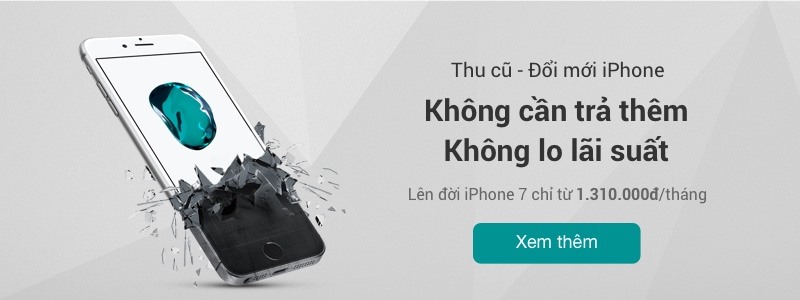 Thu cũ - Đổi mới iPhone
Không cần trả thêm
Không lo lãi suất
Lên đời iPhone 7 chỉ từ 1.310.000đ/tháng
Xem thêm